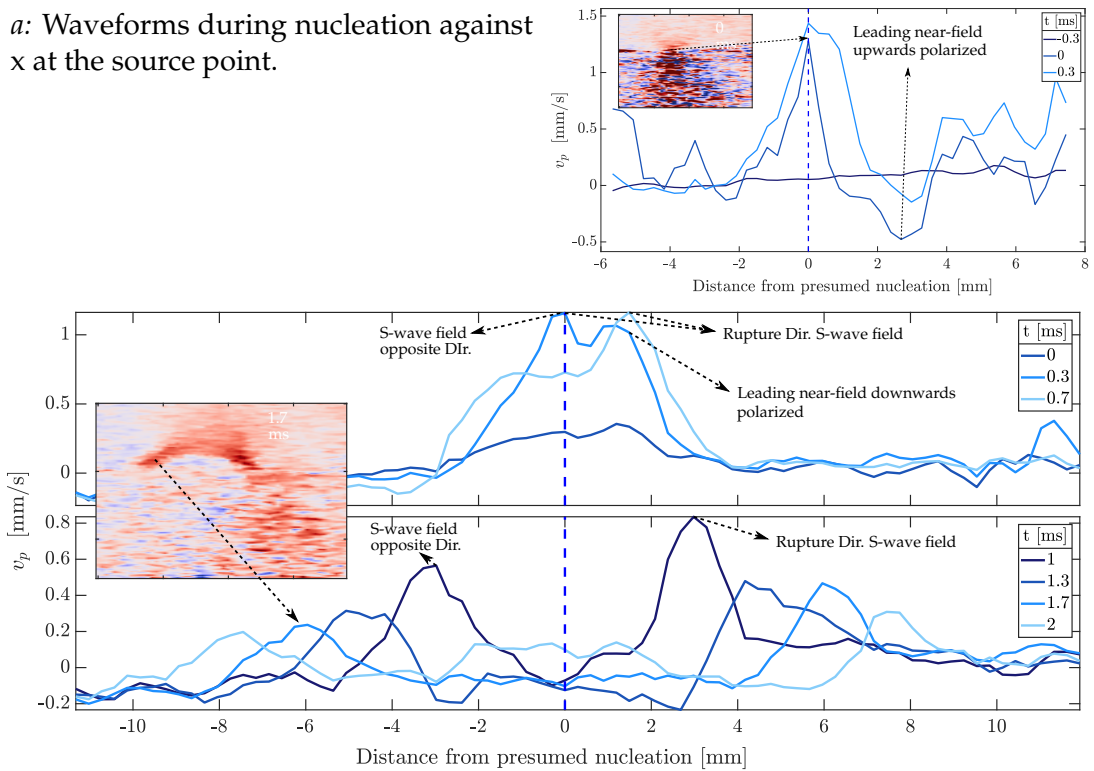 a: Waveforms during nucleation against
x at the source point.
0
Leading near-field
upwards polarized
t [ms]
-0.3
0
0.3
1.5
1
0.5
0
-0.5
v_p [mm/s]
-6 -4 -2 0 2 4 6 8
Distance from presumed nucleation [mm]
S-wave field
opposite DIr.
Rupture Dir. S-wave field
Leading near-field downwards
polarized
t [ms]
0
0.3
0.7
1
0.5
0
1.7
ms
v_p [mm/s]
S-wave field
opposite Dir.
Rupture Dir. S-wave field
t [ms]
1
1.3
1.7
2
0.8
0.6
0.4
0.2
0
-0.2
-10 -8 -6 -4 -2 0 2 4 6 8 10
Distance from presumed nucleation [mm]